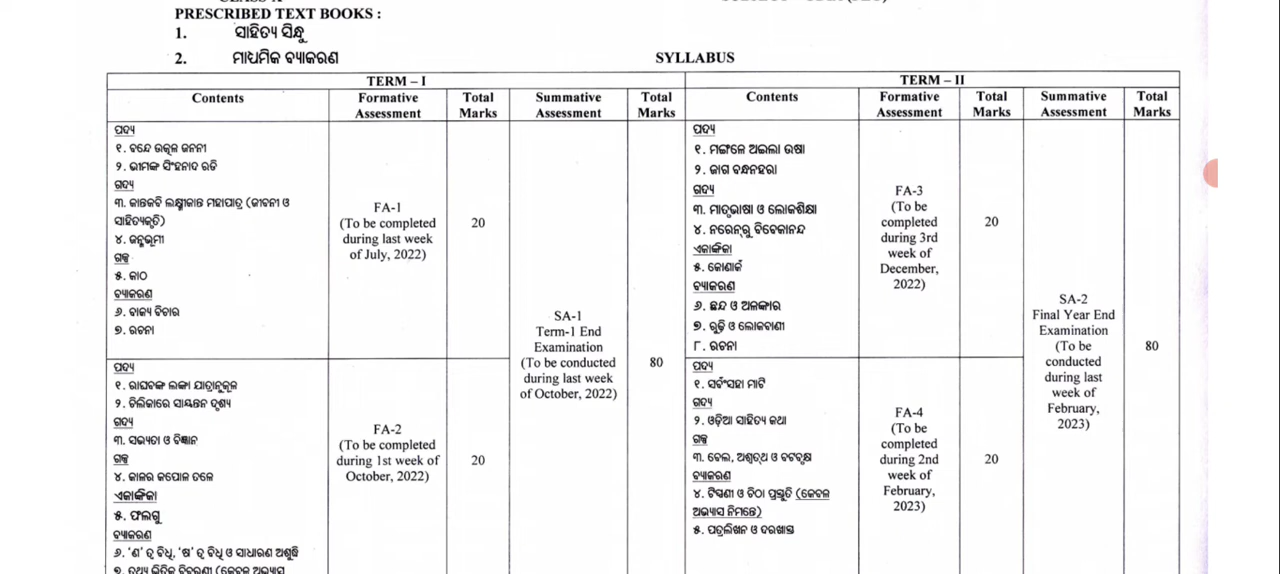 PRESCRIBED TEXT BOOKS :
1. ସାହିତ୍ୟ ସିନ୍ଧୁ
2. ମାଧ୍ୟମିକ ବ୍ୟାକରଣ
SYLLABUS
TERM – I
Contents
Formative
Assessment
Total
Marks
Summative
Assessment
Total
Marks
ପଦ୍ୟ
୧. ବନ୍ଦେ ଉତ୍କଳ ଜନନୀ
୨. ଭୀମଙ୍କ ସିଂହନାଦ ରଡି
ଗଦ୍ୟ
୩. କାନ୍ତକବି ଲକ୍ଷ୍ମୀକାନ୍ତ ମହାପାତ୍ର (ଜୀବନୀ ଓ
ସାହିତ୍ୟକୃତି)
୪. ଜନ୍ମଭୂମୀ
ଗଳ୍ପ
୫. କାଠ
ବ୍ୟାକରଣ
୬. ବାକ୍ୟ ବିଚାର
୭. ରଚନା
FA-1
(To be completed
during last week
of July, 2022)
20
ପଦ୍ୟ
୧. ରାଘବଙ୍କ ଲଙ୍କା ଯାତ୍ରାନୁକୂଳ
୨. ଚିଲିକାରେ ସାୟନ୍ତନ ଦୃଶ୍ୟ
ଗଦ୍ୟ
୩. ସଭ୍ୟତା ଓ ବିଜ୍ଞାନ
ଗଳ୍ପ
୪. କାଳର କପୋଳ ତଳେ
ଏକାଙ୍କିକା
୫. ଫଲଗୁ
ବ୍ୟାକରଣ
୬. ‘ଣ’ ତ୍ୱ ବିଧି, ‘ଷ’ ତ୍ୱ ବିଧି ଓ ସାଧାରଣ ଅଶୁଦ୍ଧି
୭. ତଥ୍ୟ ଭିତ୍ତିକ ବିବରଣୀ (କେବଳ ଅଭ୍ୟାସ
FA-2
(To be completed
during 1st week of
October, 2022)
20
SA-1
Term-1 End
Examination
(To be conducted
during last week
of October, 2022)
80
TERM – II
Contents
Formative
Assessment
Total
Marks
Summative
Assessment
Total
Marks
ପଦ୍ୟ
୧. ମଙ୍ଗଳେ ଅଇଲା ଉଷା
୨. ଜାଗ ବନ୍ଧନହରା
ଗଦ୍ୟ
୩. ମାତୃଭାଷା ଓ ଲୋକଶିକ୍ଷା
୪. ନରେନ୍‌ରୁ ବିବେକାନନ୍ଦ
ଏକାଙ୍କିକା
୫. କୋଣାର୍କ
ବ୍ୟାକରଣ
୬. ଛନ୍ଦ ଓ ଅଳଙ୍କାର
୭. ରୂଢ଼ି ଓ ଲୋକବାଣୀ
୮. ରଚନା
FA-3
(To be
completed
during 3rd
week of
December,
2022)
20
ପଦ୍ୟ
୧. ସର୍ବଂସହା ମାଟି
ଗଦ୍ୟ
୨. ଓଡ଼ିଆ ସାହିତ୍ୟ କଥା
ଗଳ୍ପ
୩. ବେଲ, ଅଶ୍ୱତ୍‌ଥ ଓ ବଟବୃକ୍ଷ
ବ୍ୟାକରଣ
୪. ଟିପ୍ପଣୀ ଓ ଚିଠା ପ୍ରସ୍ତୁତି (କେବଳ
ଅଭ୍ୟାସ ନିମନ୍ତେ)
୫. ପତ୍ରଲିଖନ ଓ ଦରଖାସ୍ତ
FA-4
(To be
completed
during 2nd
week of
February,
2023)
20
SA-2
Final Year End
Examination
(To be
conducted
during last
week of
February,
2023)
80